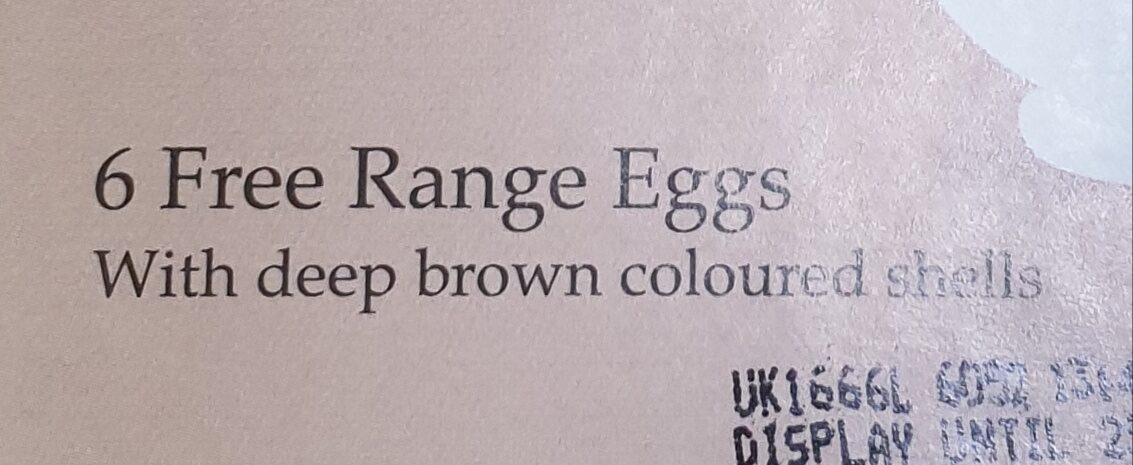 6 Free Range Eggs
With deep brown coloured shells
UK1666L
DISPLAY UNTIL